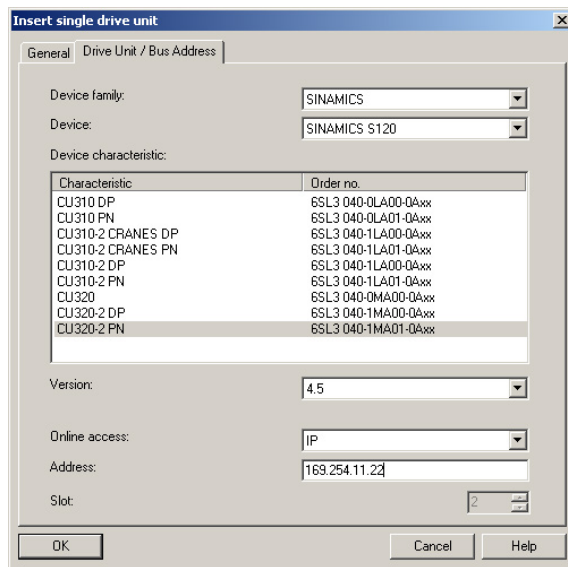 Insert single drive unit
General Drive Unit / Bus Address
Device family: SINAMICS
Device: SINAMICS S120
Device characteristic:
Characteristic Order no.
CU310 DP 6SL3 040-0LA00-0Axx
CU310 PN 6SL3 040-0LA01-0Axx
CU310-2 CRANES DP 6SL3 040-1LA00-0Axx
CU310-2 CRANES PN 6SL3 040-1LA01-0Axx
CU310-2 DP 6SL3 040-1LA00-0Axx
CU310-2 PN 6SL3 040-1LA01-0Axx
CU320 6SL3 040-0MA00-0Axx
CU320-2 DP 6SL3 040-1MA00-0Axx
CU320-2 PN 6SL3 040-1MA01-0Axx
Version: 4.5
Online access: IP
Address: 169.254.11.22
Slot: 2
OK Cancel Help